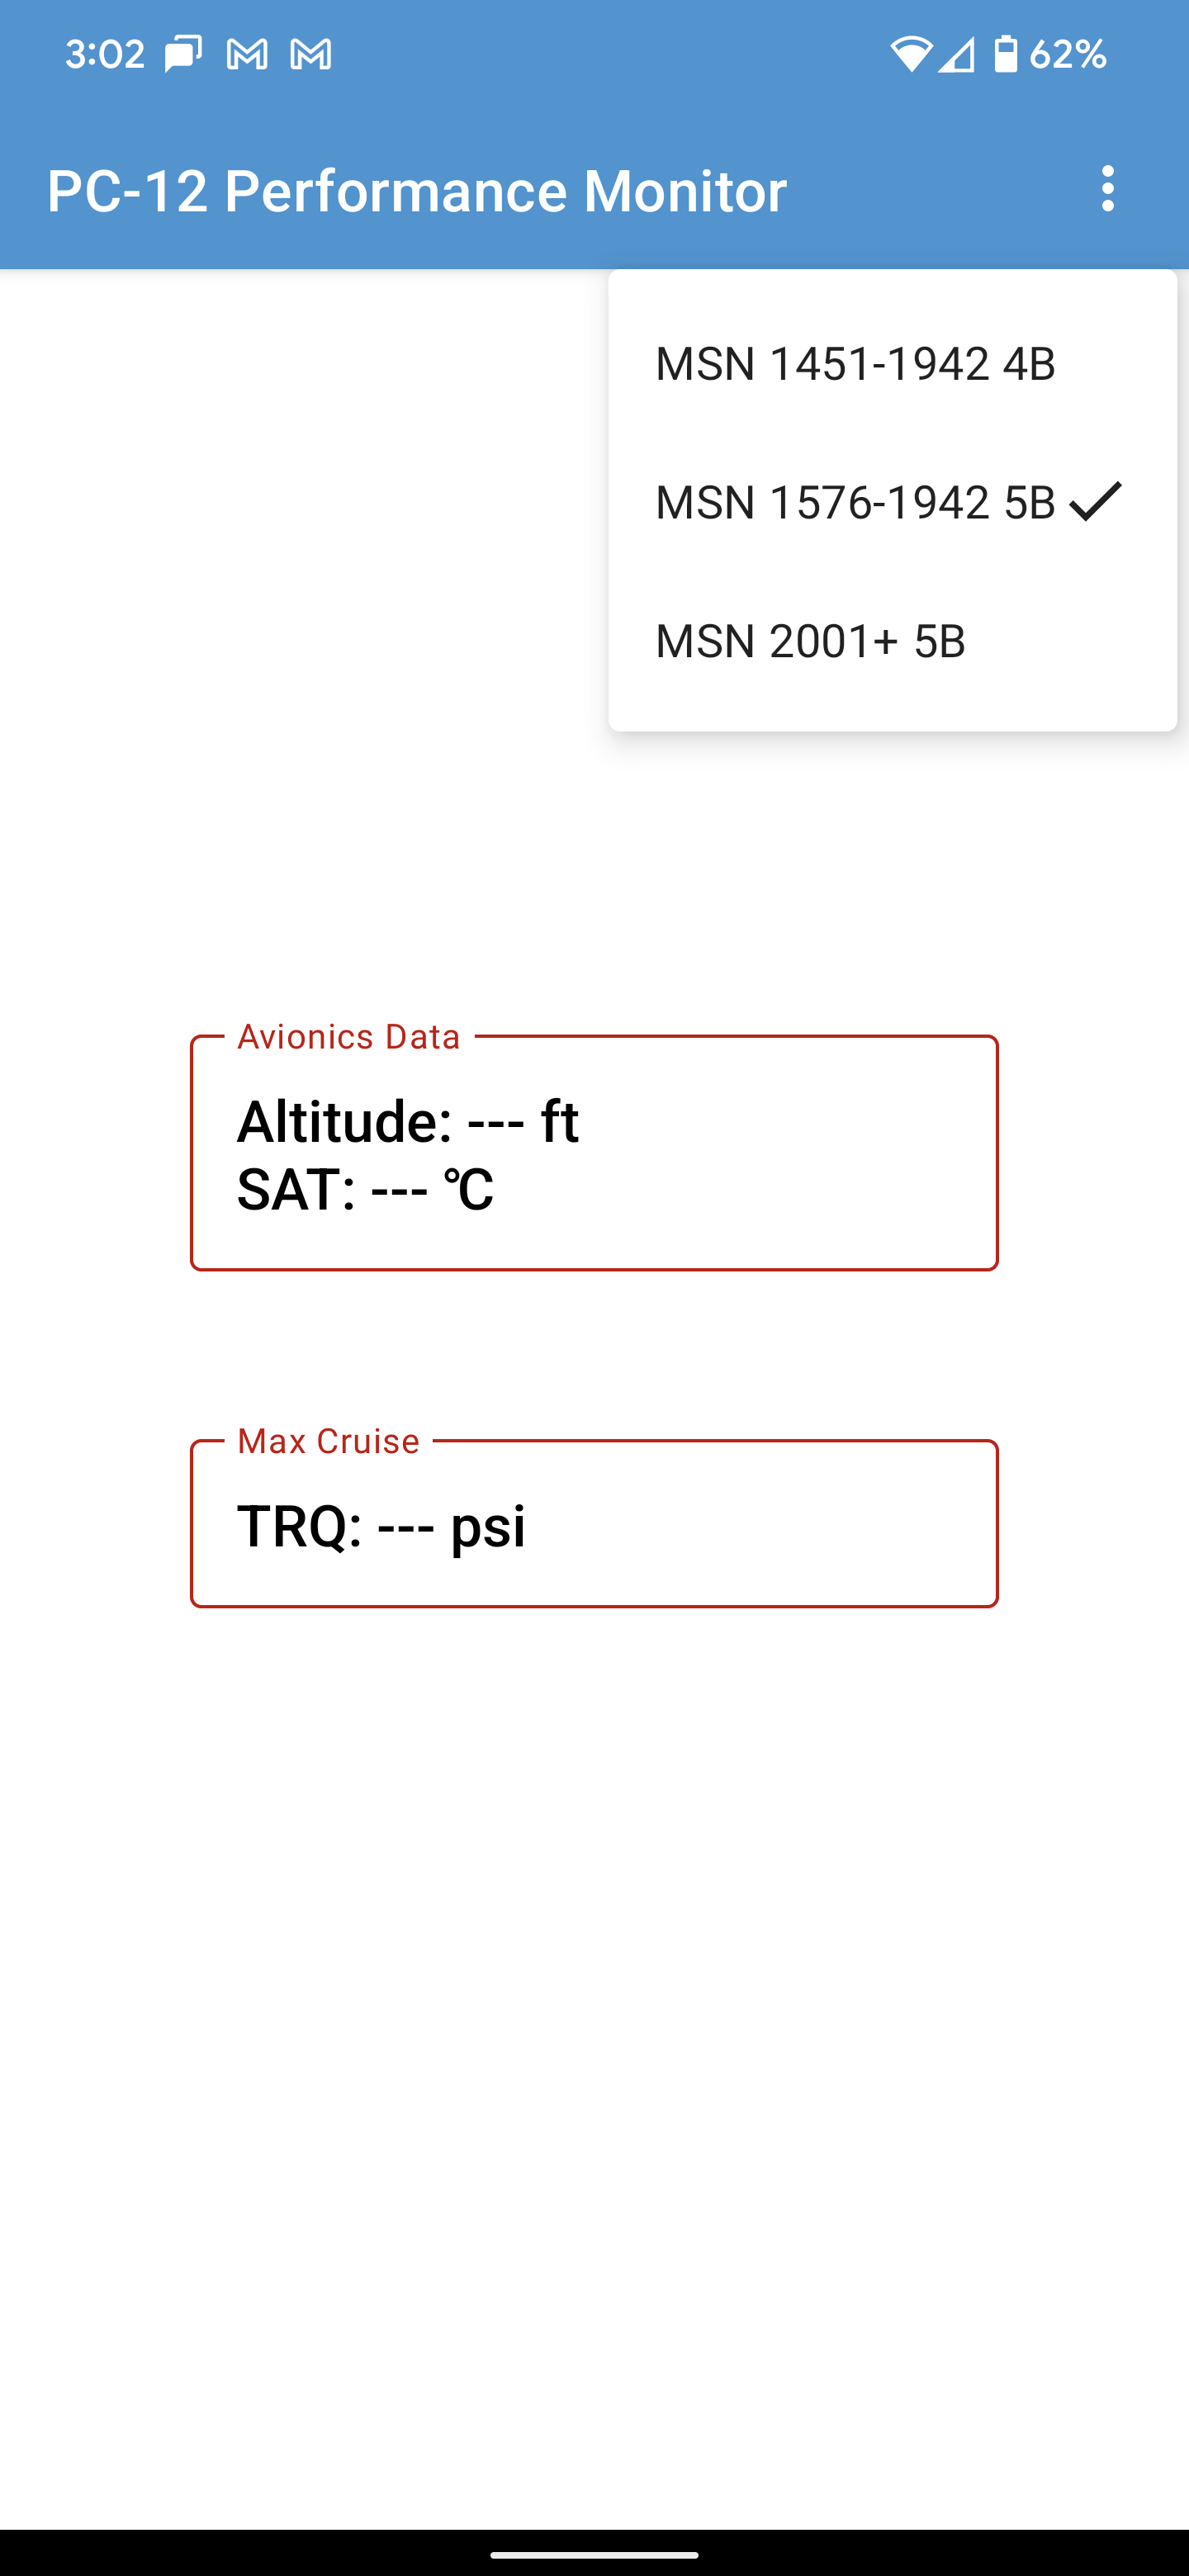 3:02
62%
PC-12 Performance Monitor
MSN 1451-1942 4B
MSN 1576-1942 5B
MSN 2001+ 5B
Avionics Data
Altitude: --- ft
SAT: --- °C
Max Cruise
TRQ: --- psi